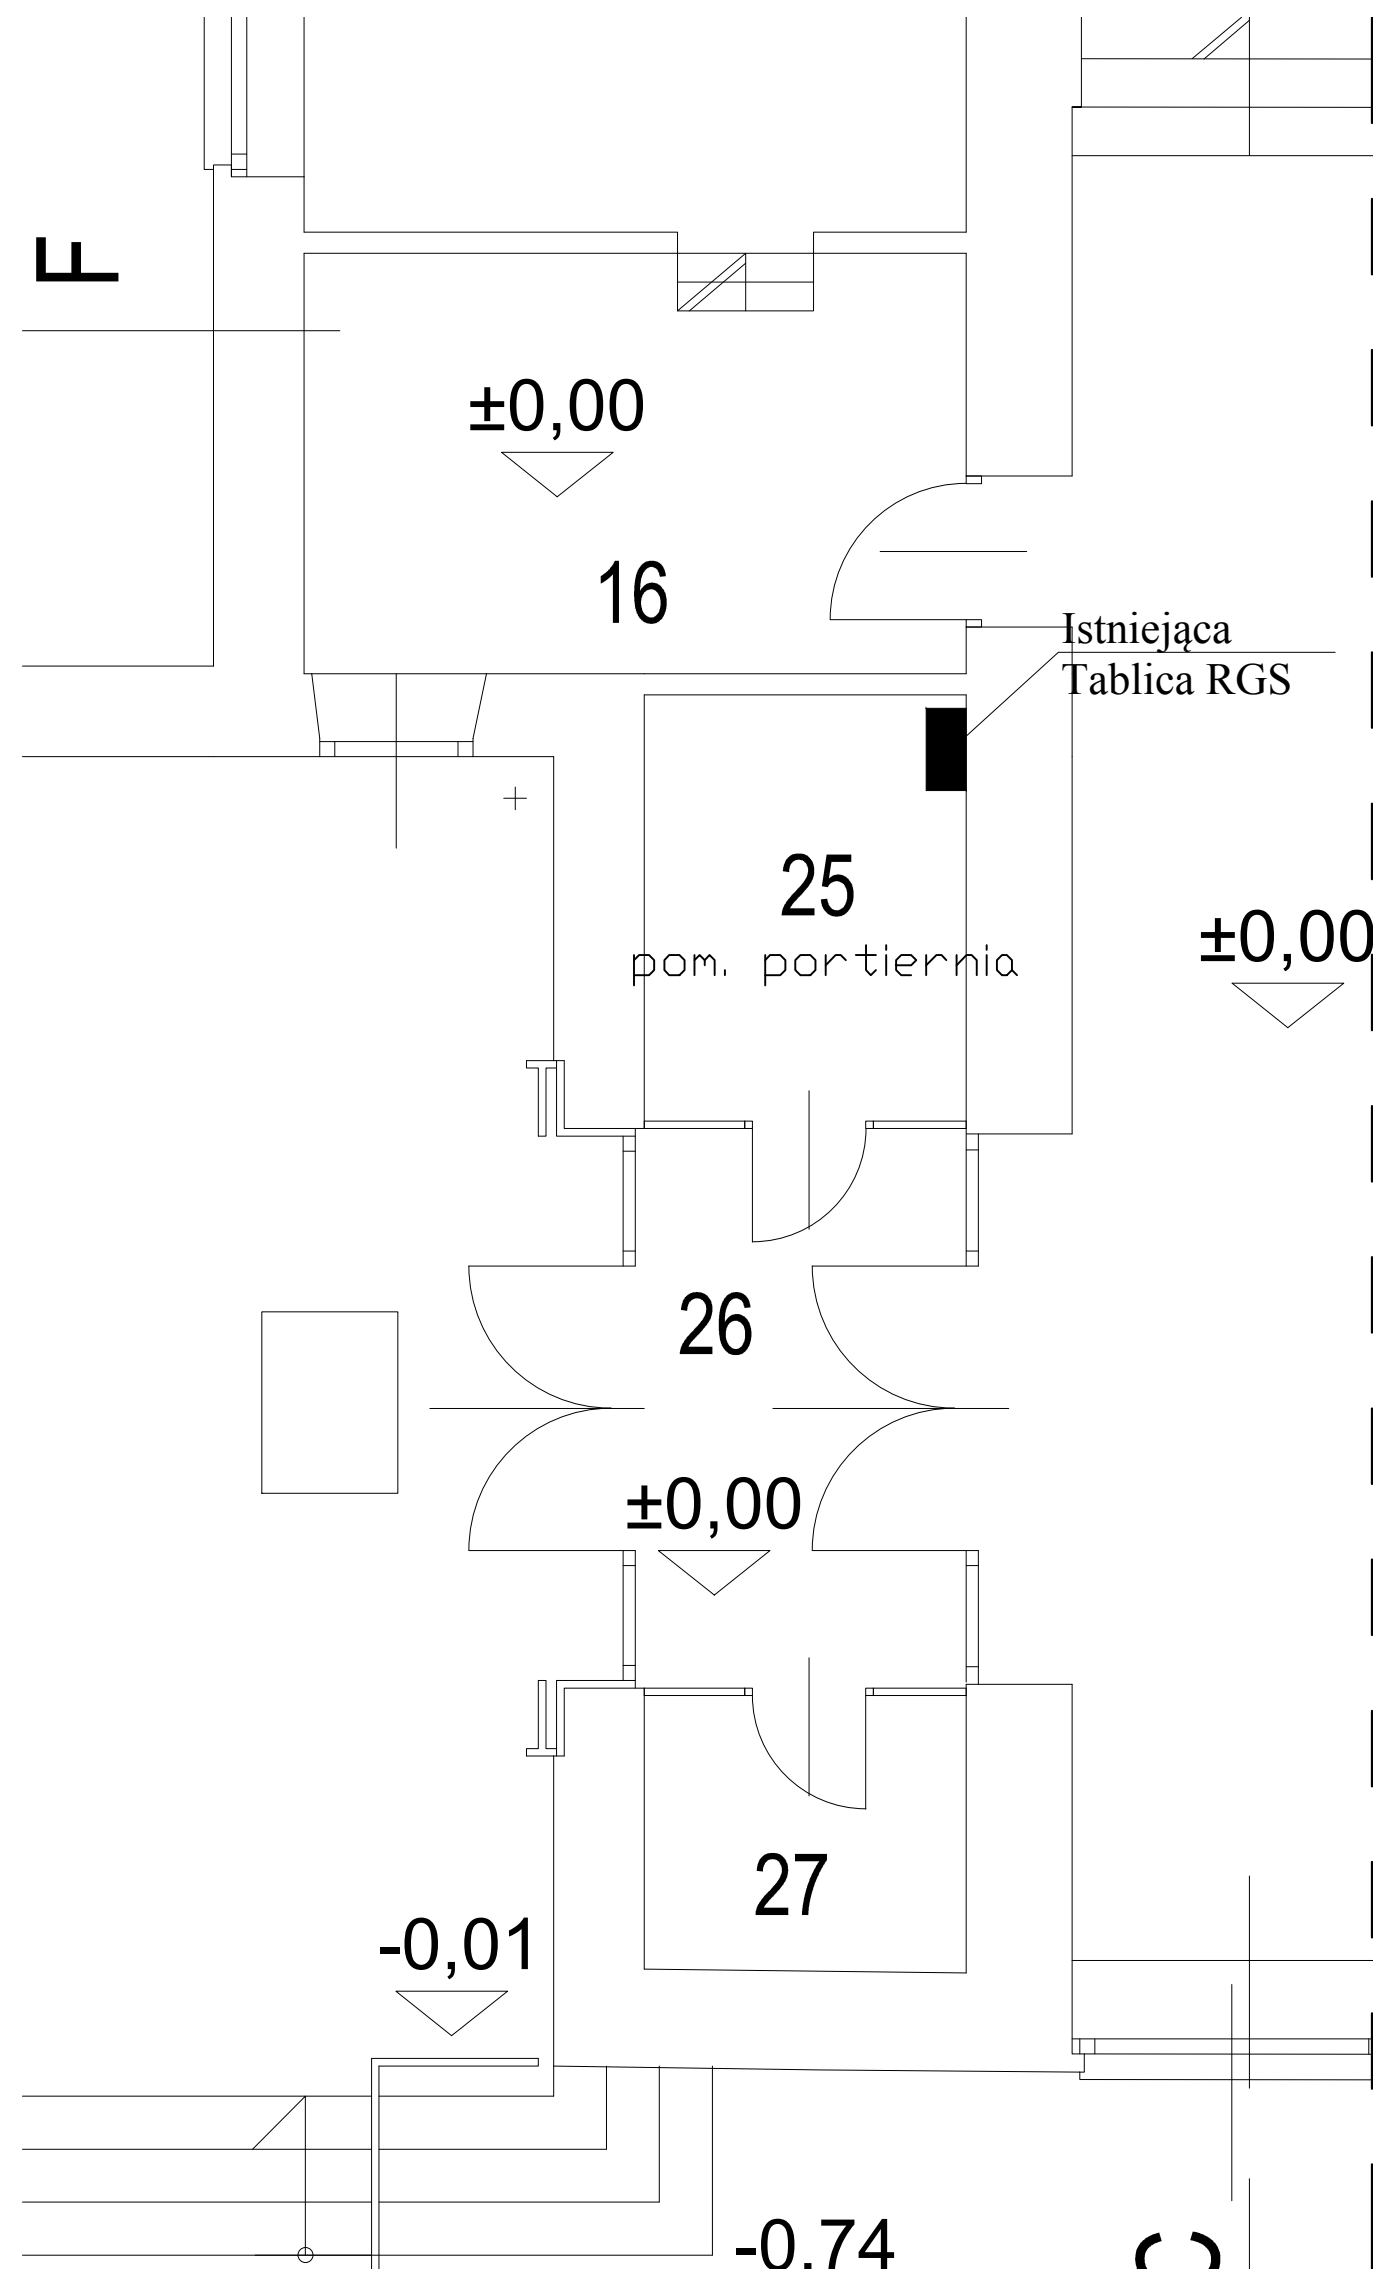 F
±0,00
16
Istniejąca
Tablica RGS
25
pom. portiernia
±0,00
26
±0,00
27
-0,01
-0.74